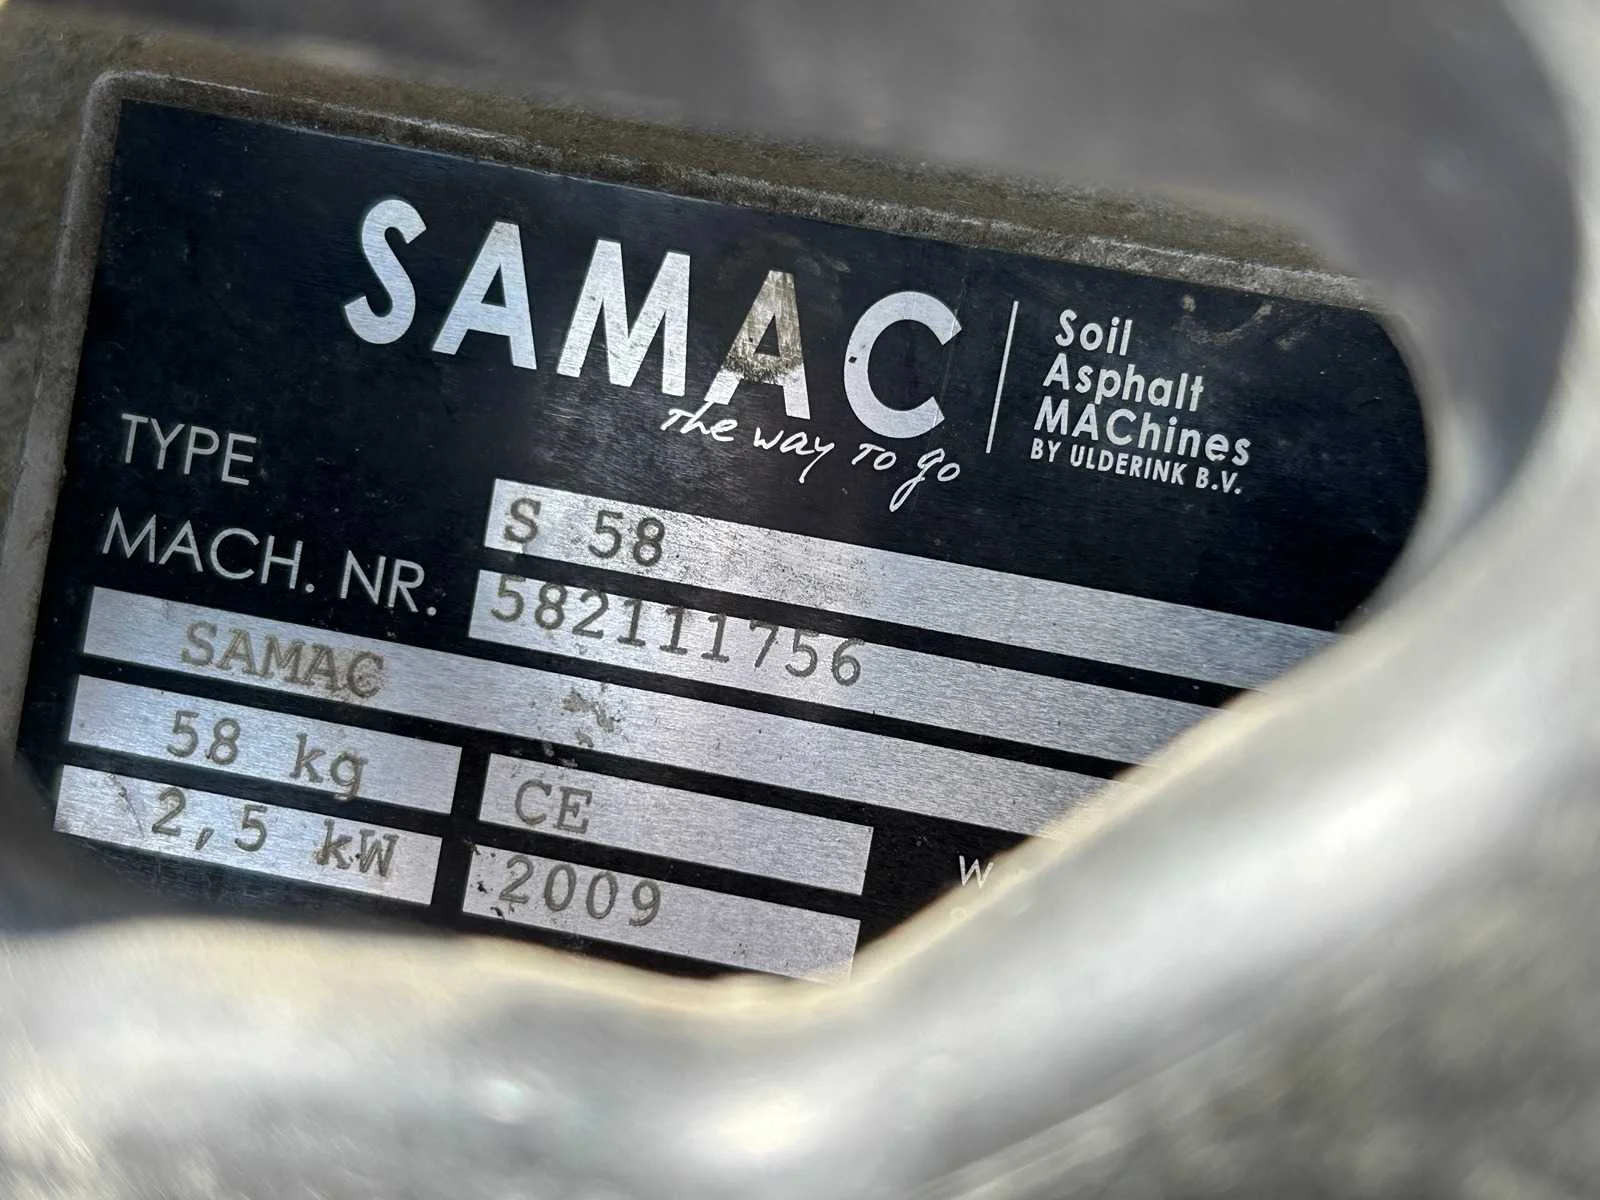 SAMAC
the way to go
Soil
Asphalt
MAChines
BY ULDERINK B.V.
TYPE S 58
MACH. NR. 582111756
SAMAC
58 kg CE
2,5 kW 2009